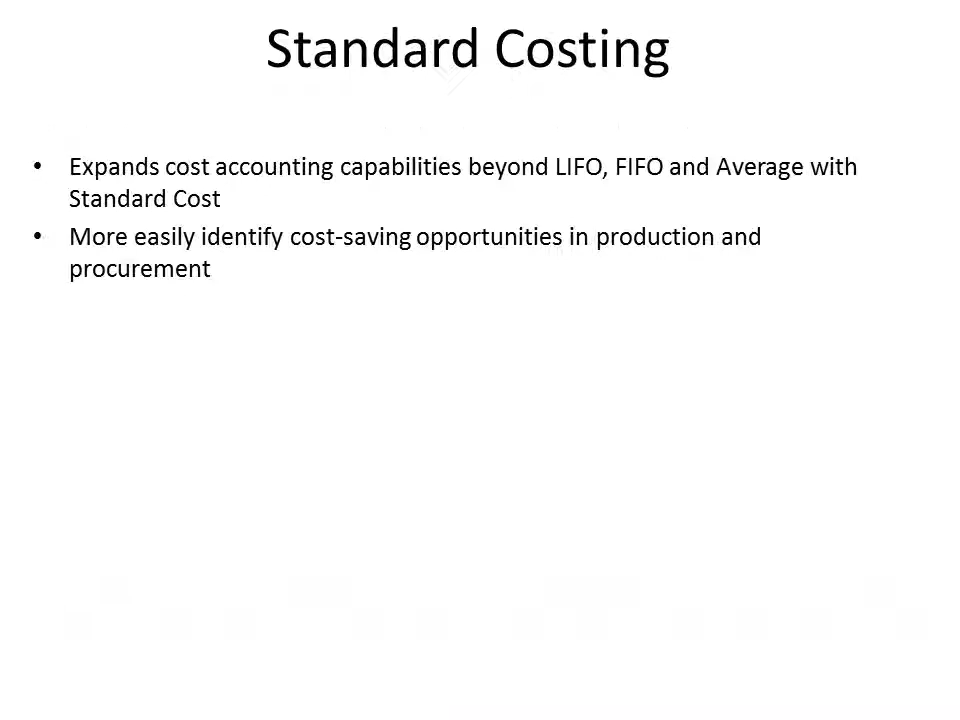 Standard Costing
• Expands cost accounting capabilities beyond LIFO, FIFO and Average with
Standard Cost
• More easily identify cost-saving opportunities in production and
procurement